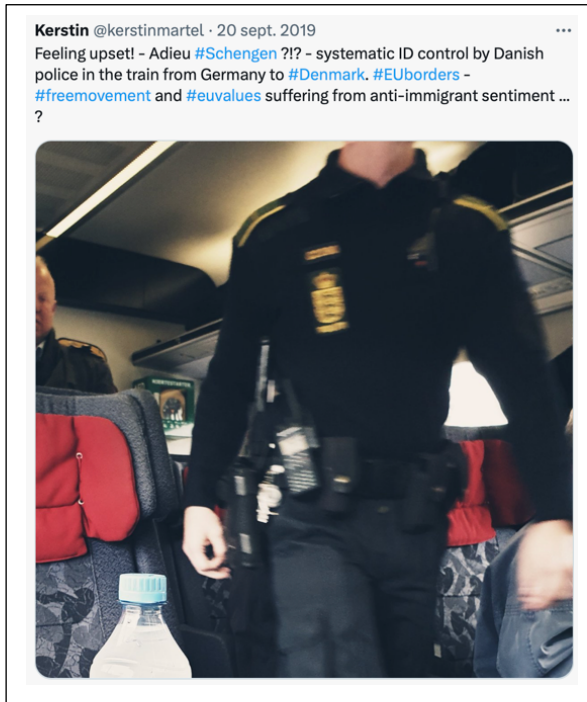 Kerstin @kerstinmartel · 20 sept. 2019
Feeling upset! - Adieu #Schengen ?!? - systematic ID control by Danish
police in the train from Germany to #Denmark. #EUborders -
#freemovement and #euvalues suffering from anti-immigrant sentiment ...
?